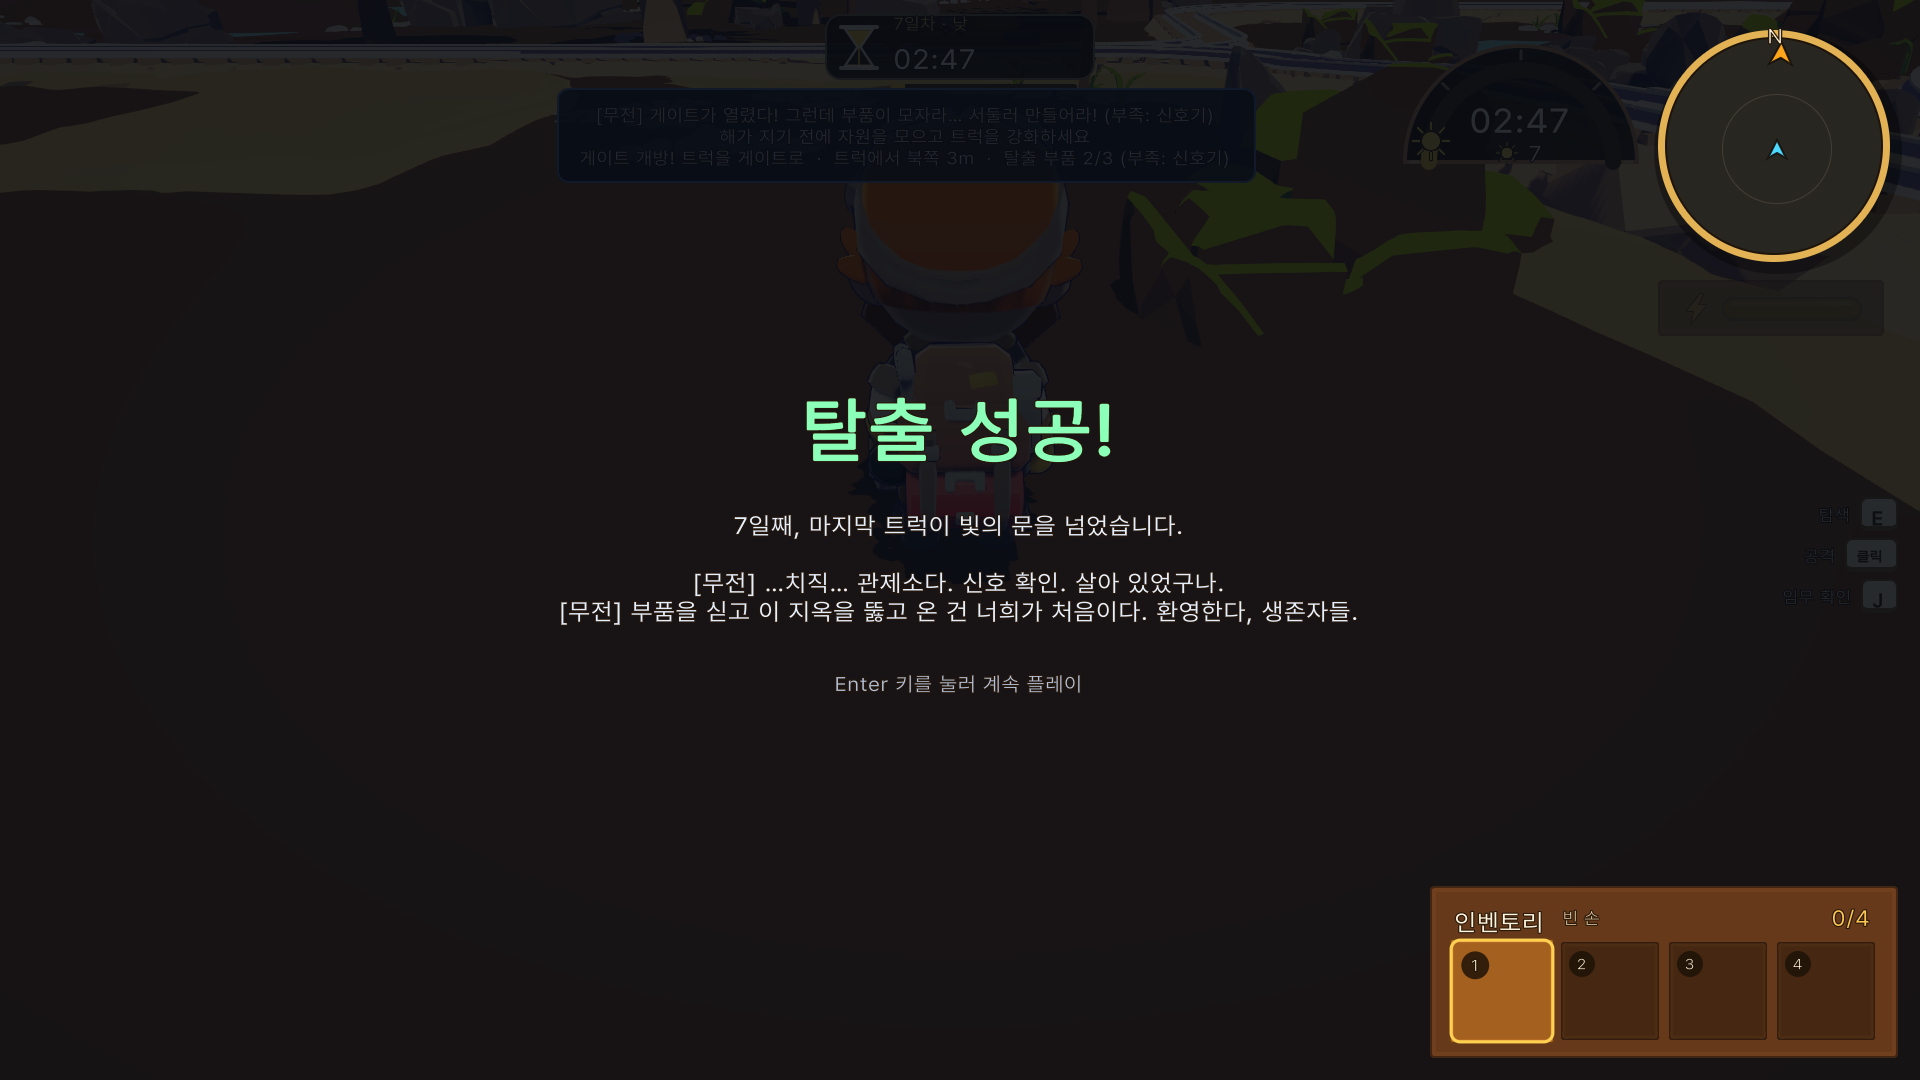 7일차 · 낮
02:47
N
[무전] 게이트가 열렸다! 그런데 부품이 모자라... 서둘러 만들어라! (부족: 신호기)
해가 지기 전에 자원을 모으고 트럭을 강화하세요
게이트 개방! 트럭을 게이트로 · 트럭에서 북쪽 3m · 탈출 부품 2/3 (부족: 신호기)
02:47
7
탈출 성공!
7일째, 마지막 트럭이 빛의 문을 넘었습니다.
[무전] ...치직... 관제소다. 신호 확인. 살아 있었구나.
[무전] 부품을 싣고 이 지옥을 뚫고 온 건 너희가 처음이다. 환영한다, 생존자들.
Enter 키를 눌러 계속 플레이
탐색 E
공격 클릭
임무 확인 J
인벤토리 빈 손 0/4
1 2 3 4